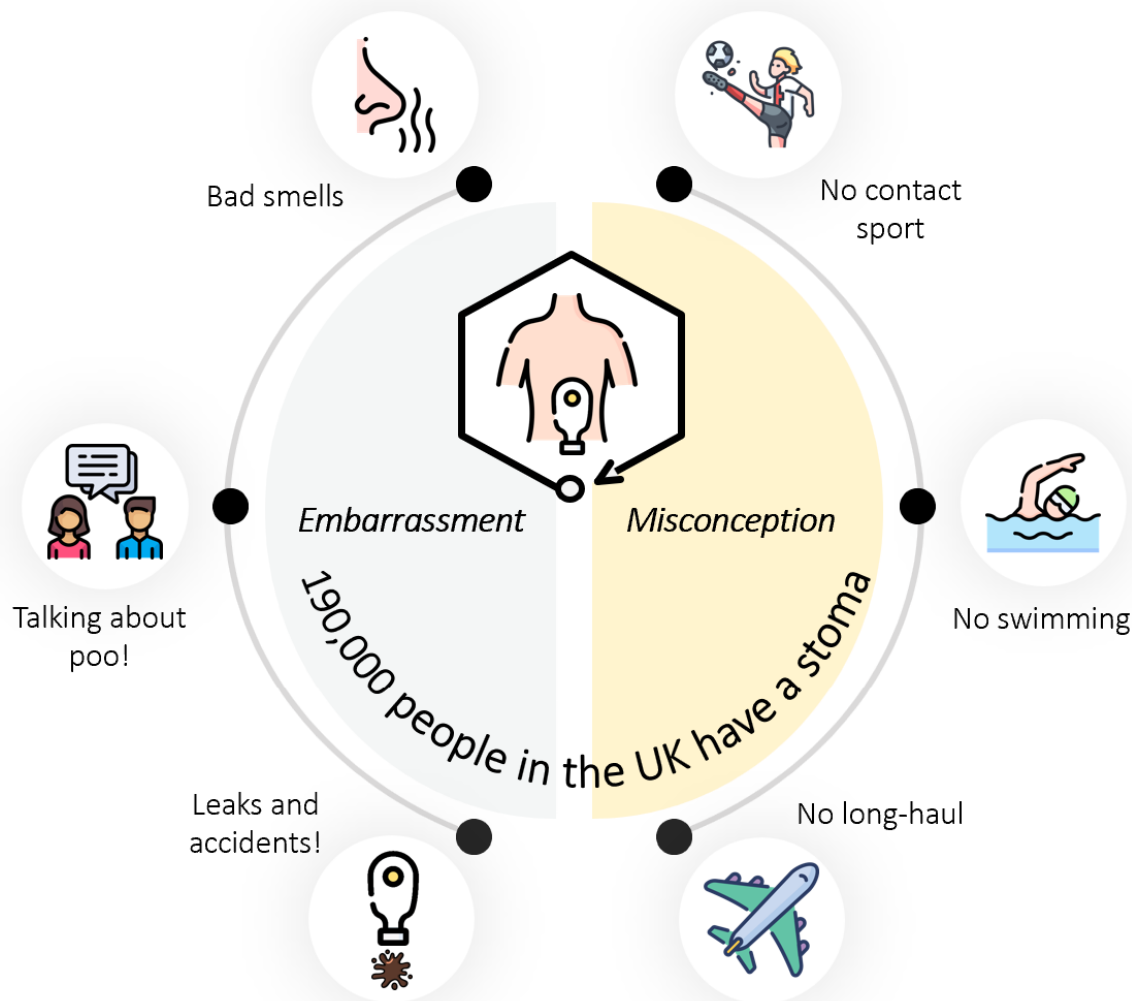 Bad smells
No contact
sport
Embarrassment
Misconception
Talking about
poo!
No swimming
190,000 people in the UK have a stoma
Leaks and
accidents!
No long-haul